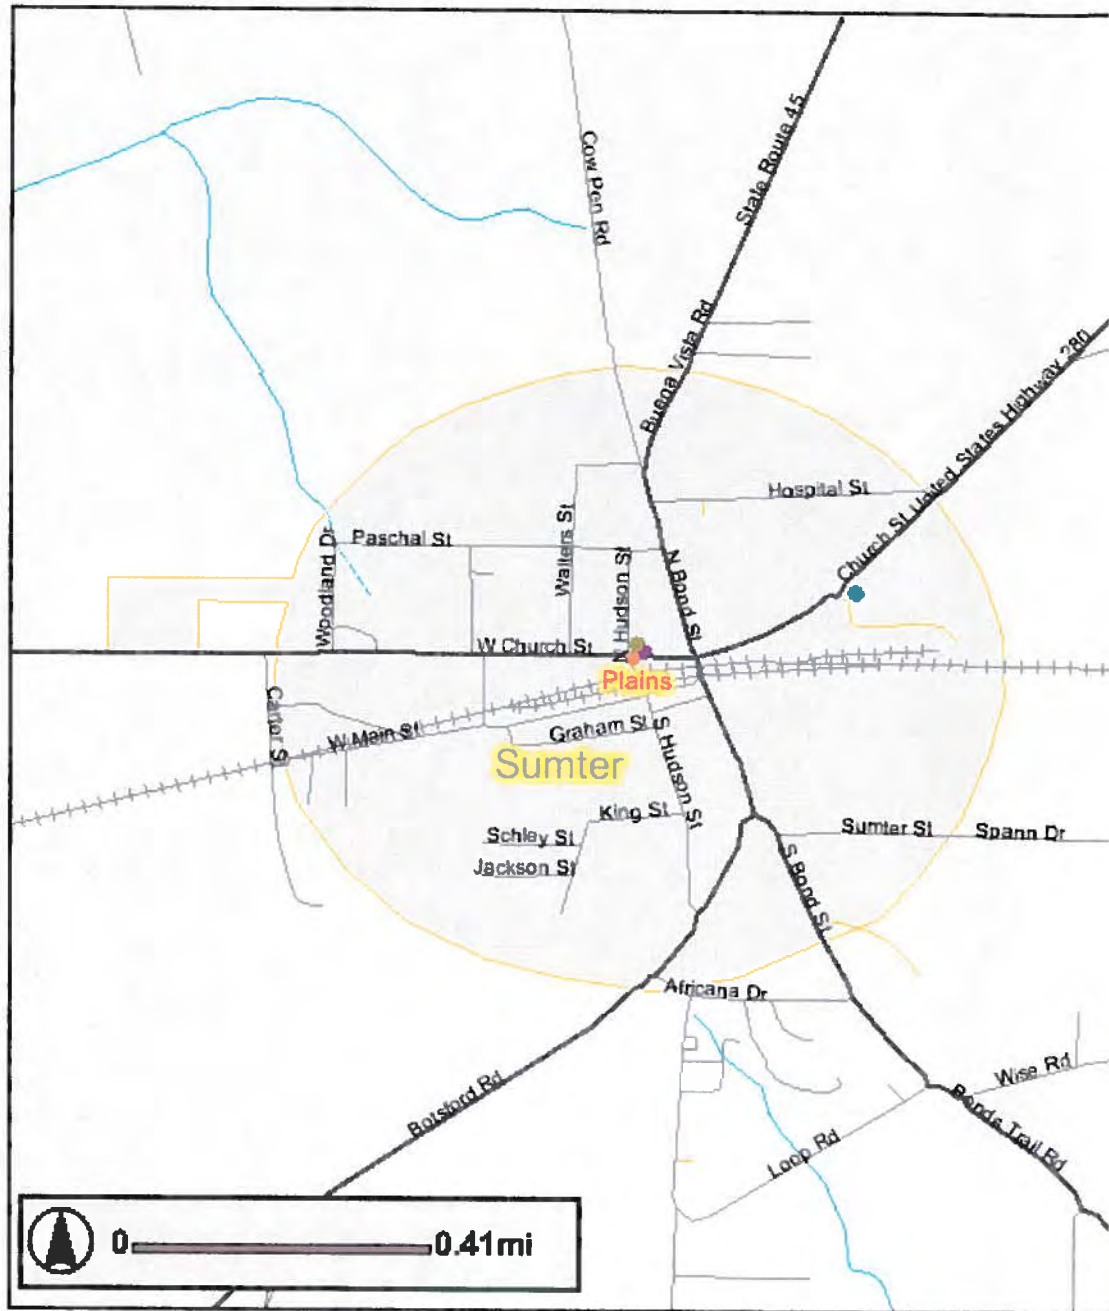 Cow Pen Rd
State Route 45
Buena Vista Rd
United States Highway 280
Hospital St
Church St
Paschal St
Woodland Dr
Walters St
N Hudson St
N Bond St
W Church St
Plains
Carter St
W Main St
Graham St
S Hudson St
Sumter
King St
Schley St
Jackson St
Sumter St
Spann Dr
S Bond St
Africana Dr
Botsford Rd
Wise Rd
Bonds Trail Rd
Loop Rd
0
0.41mi